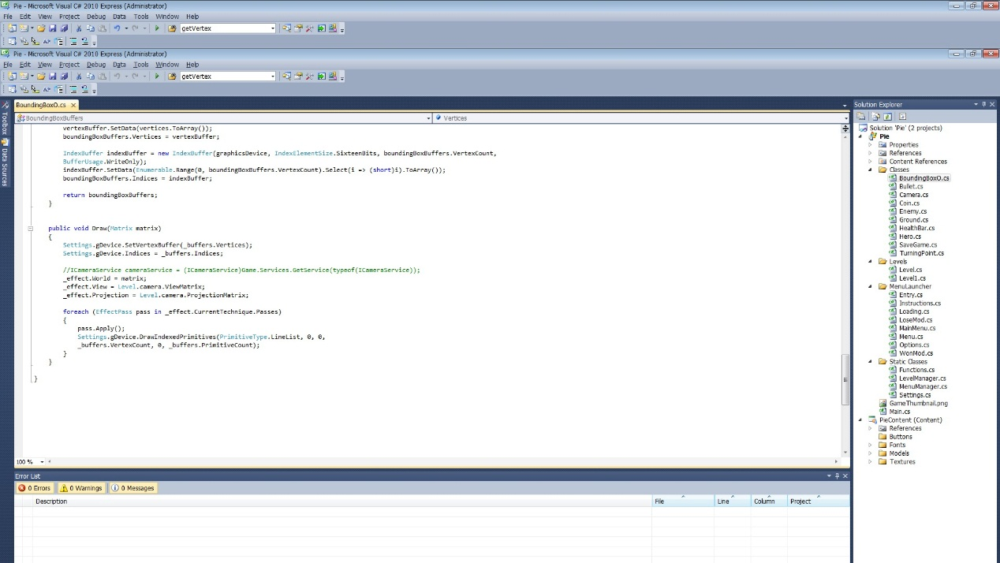 Pie - Microsoft Visual C# 2010 Express (Administrator)
File Edit View Project Debug Data Tools Window Help
getVertex
Pie - Microsoft Visual C# 2010 Express (Administrator)
File Edit View Project Debug Data Tools Window Help
getVertex
Toolbox
Data Sources
BoundingBoxO.cs
BoundingBoxBuffers
Vertices
vertexBuffer.SetData(vertices.ToArray());
boundingBoxBuffers.Vertices = vertexBuffer;
IndexBuffer indexBuffer = new IndexBuffer(graphicsDevice, IndexElementSize.SixteenBits, boundingBoxBuffers.VertexCount,
BufferUsage.WriteOnly);
indexBuffer.SetData(Enumerable.Range(0, boundingBoxBuffers.VertexCount).Select(i => (short)i).ToArray());
boundingBoxBuffers.Indices = indexBuffer;
return boundingBoxBuffers;
}
public void Draw(Matrix matrix)
{
Settings.gDevice.SetVertexBuffer(_buffers.Vertices);
Settings.gDevice.Indices = _buffers.Indices;
//ICameraService cameraService = (ICameraService)Game.Services.GetService(typeof(ICameraService));
_effect.World = matrix;
_effect.View = Level.camera.ViewMatrix;
_effect.Projection = Level.camera.ProjectionMatrix;
foreach (EffectPass pass in _effect.CurrentTechnique.Passes)
{
pass.Apply();
Settings.gDevice.DrawIndexedPrimitives(PrimitiveType.LineList, 0, 0,
_buffers.VertexCount, 0, _buffers.PrimitiveCount);
}
}
}
100 %
Error List
0 Errors 0 Warnings 0 Messages
Description File Line Column Project
Solution Explorer
Solution 'Pie' (2 projects)
Pie
Properties
References
Content References
Classes
BoundingBoxO.cs
Bullet.cs
Camera.cs
Coin.cs
Enemy.cs
Ground.cs
HealthBar.cs
Hero.cs
SaveGame.cs
TurningPoint.cs
Levels
Level.cs
Level1.cs
MenuLauncher
Entry.cs
Instructions.cs
Loading.cs
LoseMod.cs
MainMenu.cs
Menu.cs
Options.cs
WonMod.cs
Static Classes
Functions.cs
LevelManager.cs
MenuManager.cs
Settings.cs
GameThumbnail.png
Main.cs
PieContent (Content)
References
Buttons
Fonts
Models
Textures